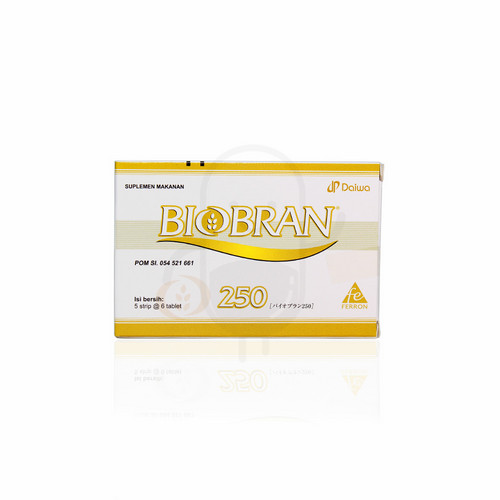 SUPLEMEN MAKANAN
Daiwa
BIOBRAN®
POM SI. 054 521 661
Isi bersih:
5 strip @ 6 tablet
250
[バイオブラン250]
Fe
FERRON